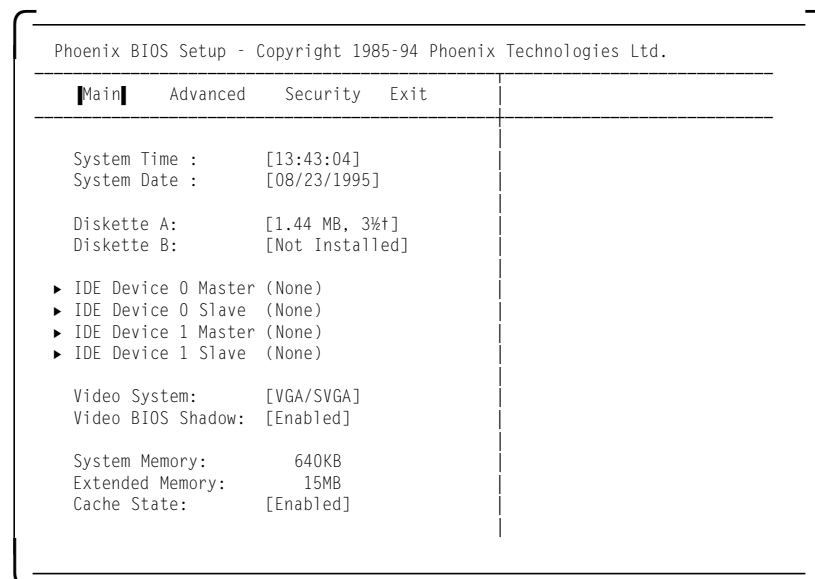 Phoenix BIOS Setup - Copyright 1985-94 Phoenix Technologies Ltd.
Main Advanced Security Exit
System Time : [13:43:04]
System Date : [08/23/1995]
Diskette A: [1.44 MB, 3½†]
Diskette B: [Not Installed]
► IDE Device 0 Master (None)
► IDE Device 0 Slave (None)
► IDE Device 1 Master (None)
► IDE Device 1 Slave (None)
Video System: [VGA/SVGA]
Video BIOS Shadow: [Enabled]
System Memory: 640KB
Extended Memory: 15MB
Cache State: [Enabled]